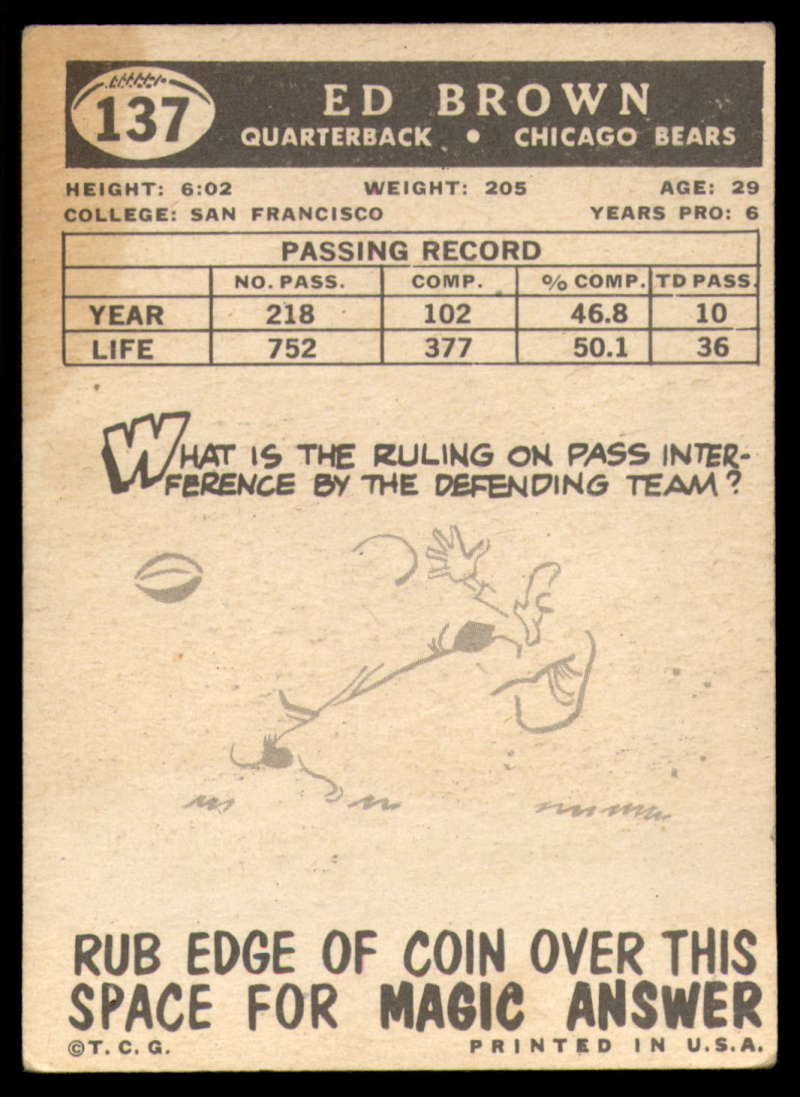 137
ED BROWN
QUARTERBACK • CHICAGO BEARS
HEIGHT: 6:02 WEIGHT: 205 AGE: 29
COLLEGE: SAN FRANCISCO YEARS PRO: 6
PASSING RECORD
NO. PASS. COMP. % COMP. TD PASS.
YEAR 218 102 46.8 10
LIFE 752 377 50.1 36
WHAT IS THE RULING ON PASS INTER-
FERENCE BY THE DEFENDING TEAM?
RUB EDGE OF COIN OVER THIS
SPACE FOR MAGIC ANSWER
©T. C. G. PRINTED IN U.S.A.